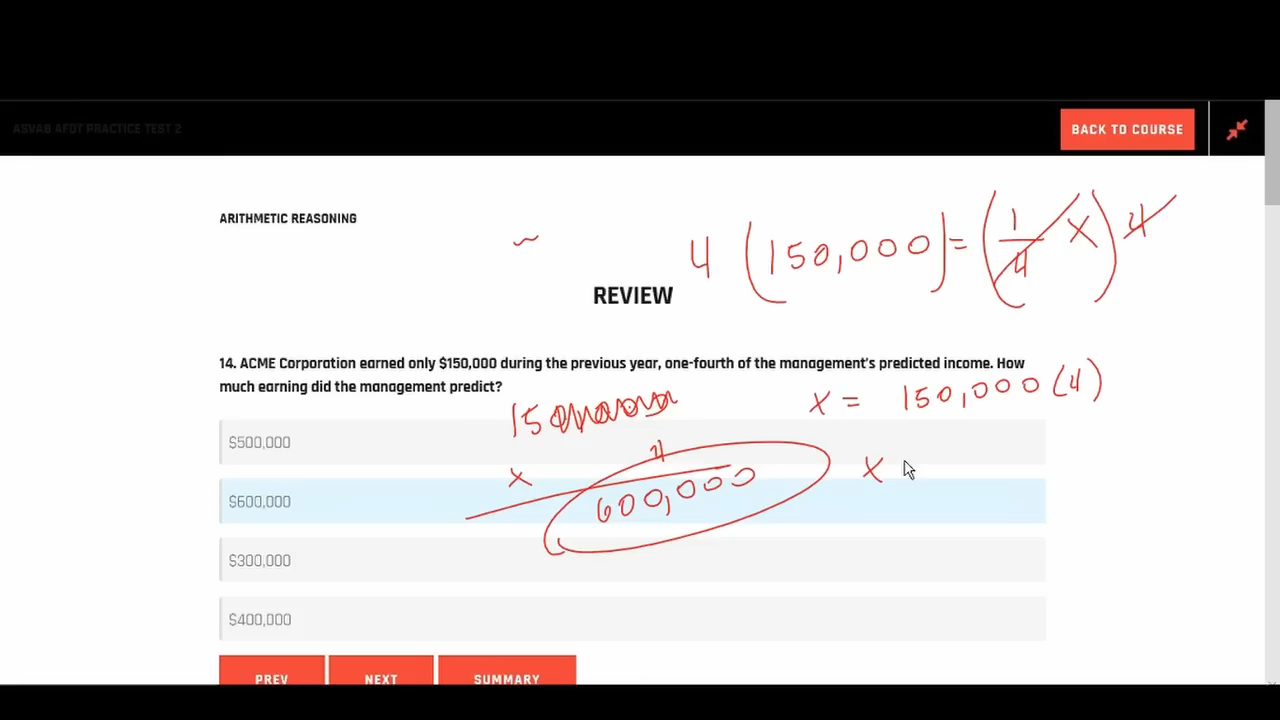 ASVAB AFQT PRACTICE TEST 2
BACK TO COURSE
ARITHMETIC REASONING
4 (150,000) = (1/4 X) 4
REVIEW
14. ACME Corporation earned only $150,000 during the previous year, one-fourth of the management's predicted income. How
much earning did the management predict?
X = 150,000 (4)
$500,000
4
X
X
$600,000
600,000
$300,000
$400,000
PREV
NEXT
SUMMARY